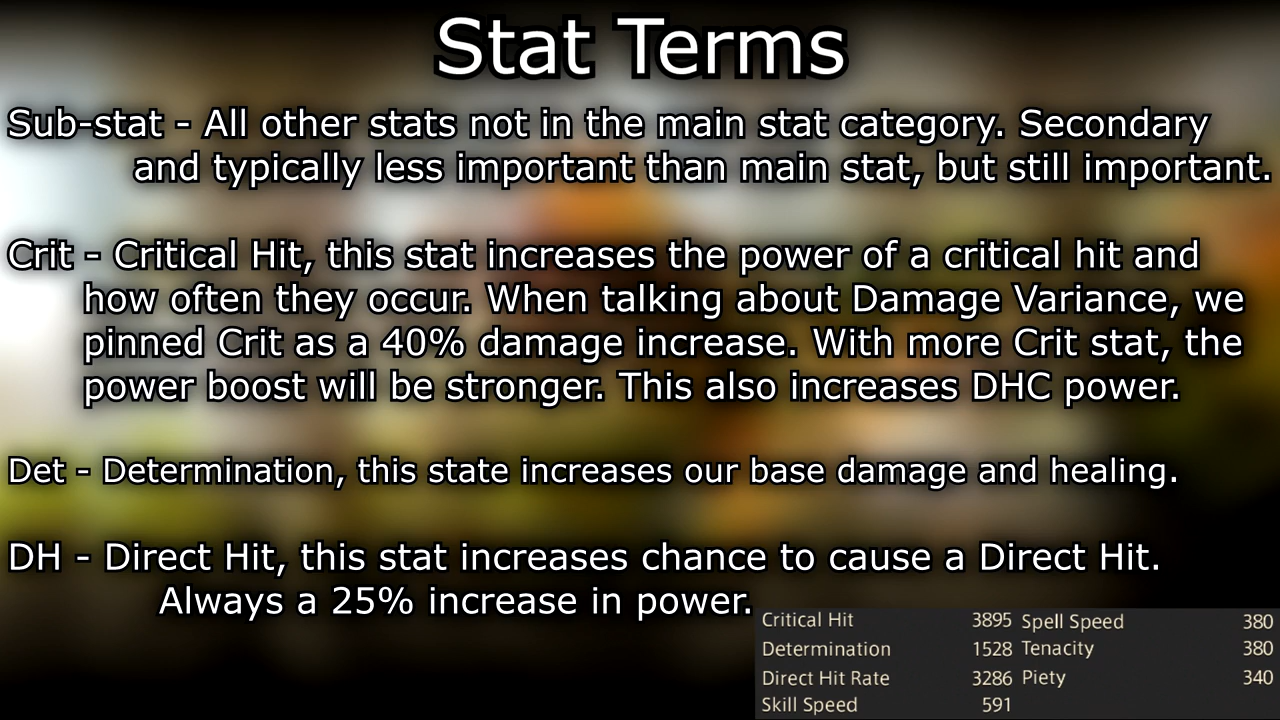 Stat Terms
Sub-stat - All other stats not in the main stat category. Secondary
and typically less important than main stat, but still important.
Crit - Critical Hit, this stat increases the power of a critical hit and
how often they occur. When talking about Damage Variance, we
pinned Crit as a 40% damage increase. With more Crit stat, the
power boost will be stronger. This also increases DHC power.
Det - Determination, this state increases our base damage and healing.
DH - Direct Hit, this stat increases chance to cause a Direct Hit.
Always a 25% increase in power.
Critical Hit 3895 Spell Speed 380
Determination 1528 Tenacity 380
Direct Hit Rate 3286 Piety 340
Skill Speed 591